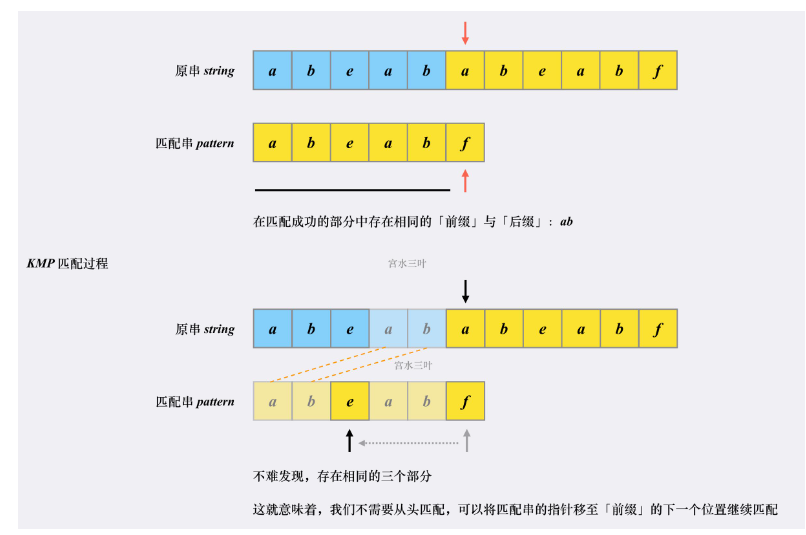 原串 string a b e a b a b e a b f
匹配串 pattern a b e a b f
在匹配成功的部分中存在相同的「前缀」与「后缀」: ab
KMP 匹配过程
宫水三叶
原串 string a b e a b a b e a b f
宫水三叶
匹配串 pattern a b e a b f
不难发现，存在相同的三个部分
这就意味着，我们不需要从头匹配，可以将匹配串的指针移至「前缀」的下一个位置继续匹配